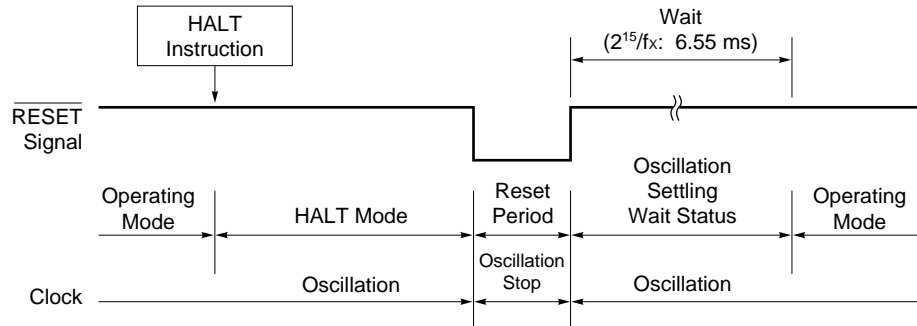 HALT
Instruction
Wait
(2¹⁵/fx: 6.55 ms)
RESET
Signal
Operating
Mode
HALT Mode
Reset
Period
Oscillation
Settling
Wait Status
Operating
Mode
Clock
Oscillation
Oscillation
Stop
Oscillation